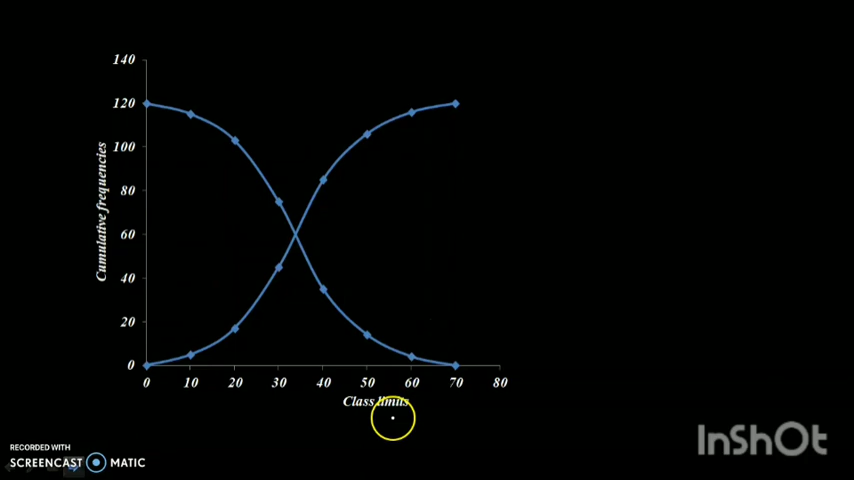 140
120
100
80
60
40
20
0
Cumulative frequencies
0 10 20 30 40 50 60 70 80
Class limits
RECORDED WITH
SCREENCAST MATIC
InShOt